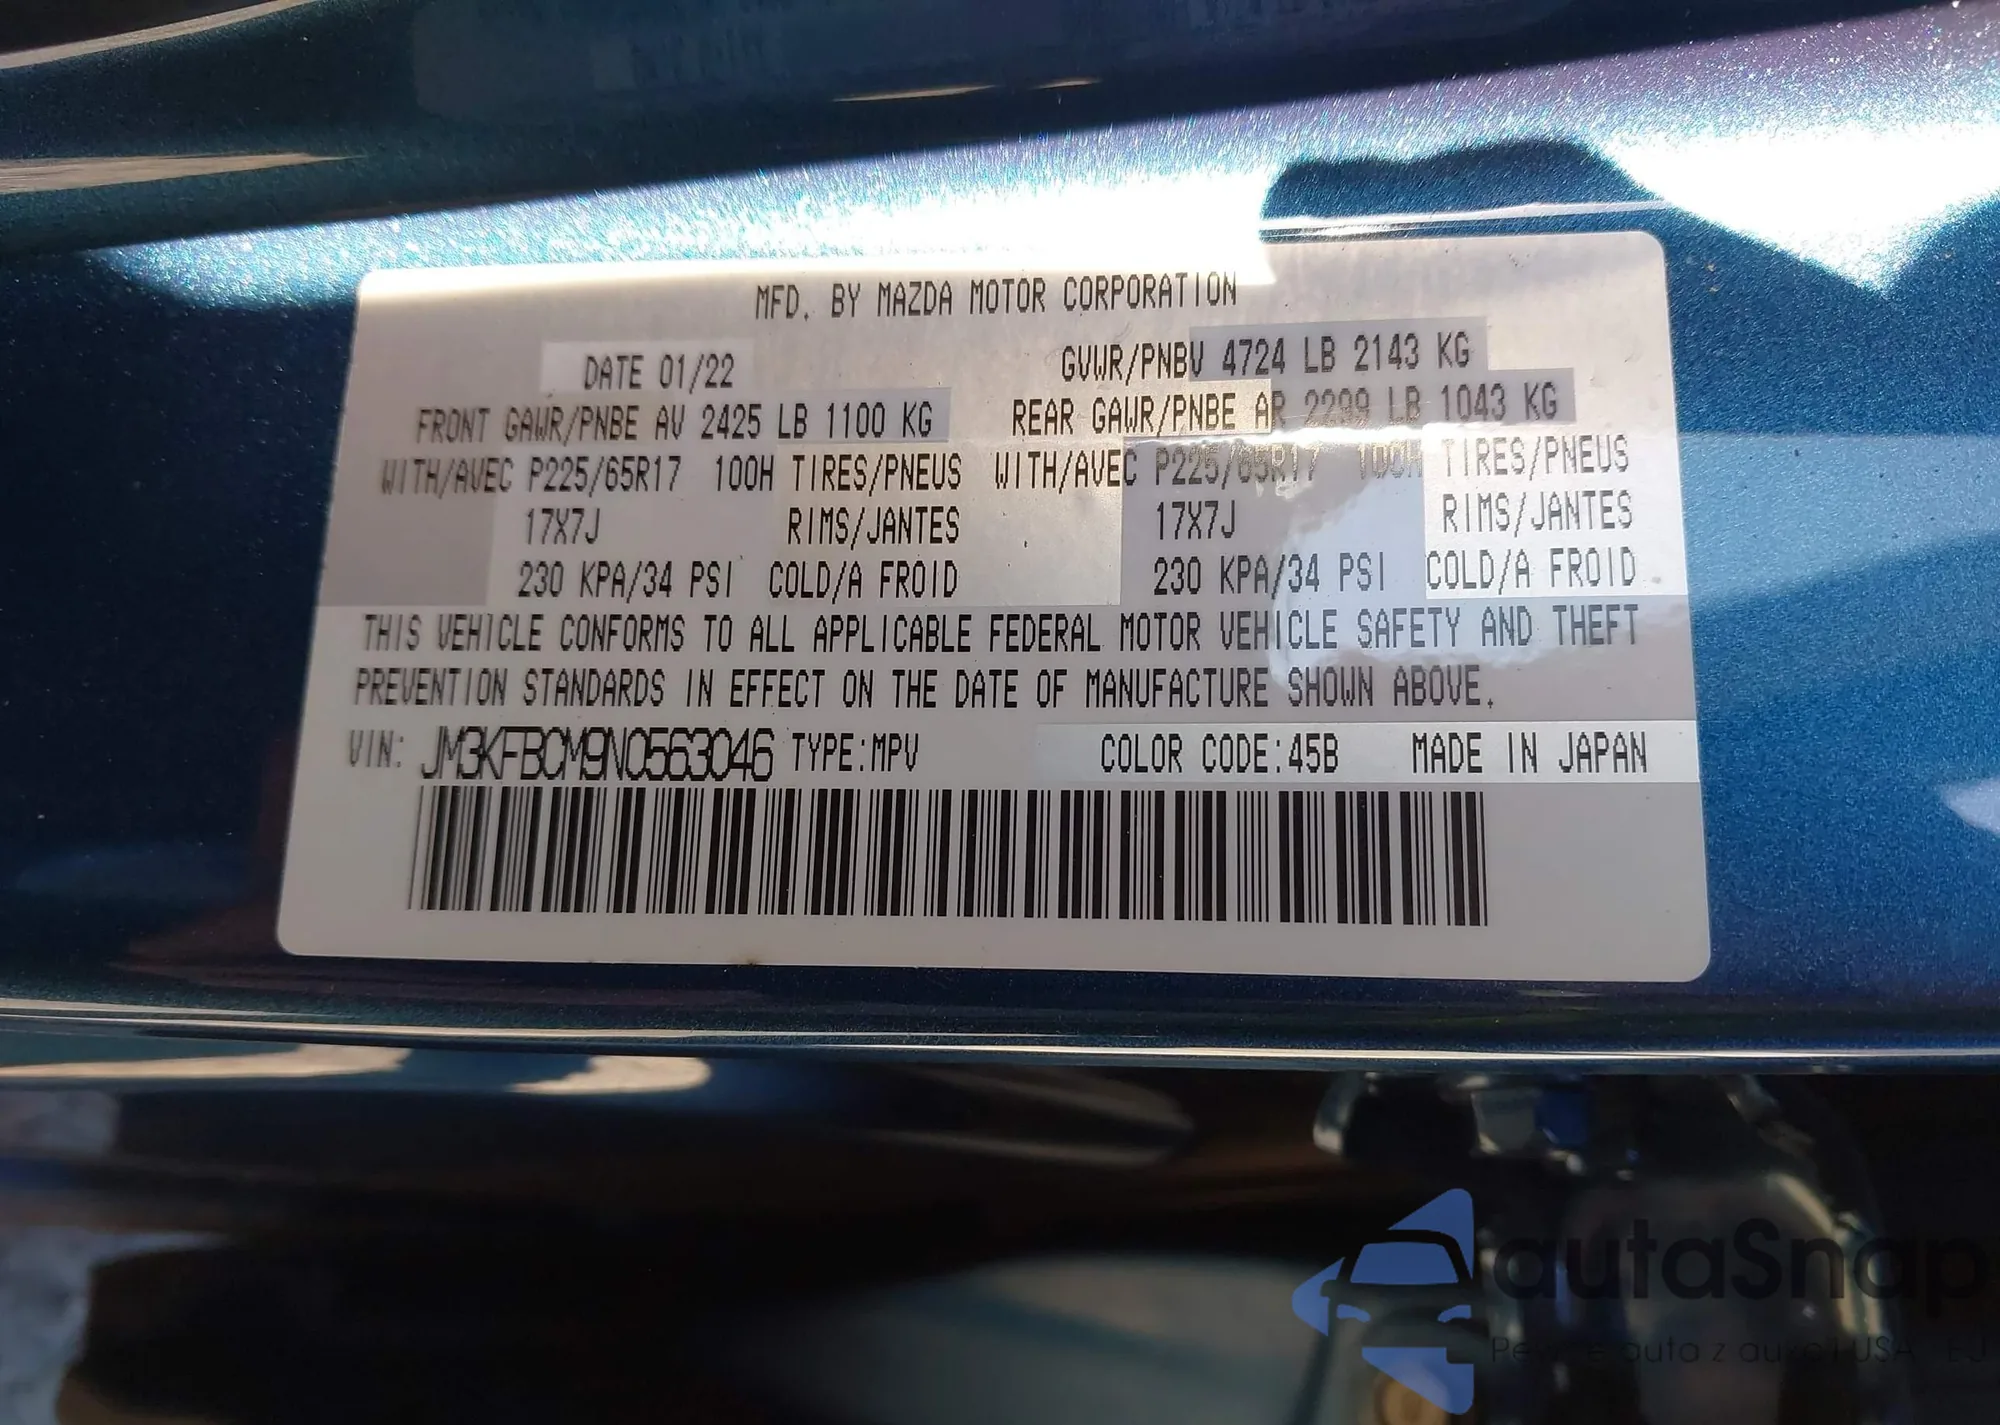 MFD. BY MAZDA MOTOR CORPORATION
DATE 01/22 GVWR/PNBV 4724 LB 2143 KG
FRONT GAWR/PNBE AV 2425 LB 1100 KG REAR GAWR/PNBE AR 2299 LB 1043 KG
WITH/AVEC P225/65R17 100H TIRES/PNEUS WITH/AVEC P225/65R17 100H TIRES/PNEUS
17X7J RIMS/JANTES 17X7J RIMS/JANTES
230 KPA/34 PSI COLD/A FROID 230 KPA/34 PSI COLD/A FROID
THIS VEHICLE CONFORMS TO ALL APPLICABLE FEDERAL MOTOR VEHICLE SAFETY AND THEFT
PREVENTION STANDARDS IN EFFECT ON THE DATE OF MANUFACTURE SHOWN ABOVE.
VIN: JM3KFBCM9N0563046 TYPE:MPV COLOR CODE:45B MADE IN JAPAN
autaSnap
auta z USA